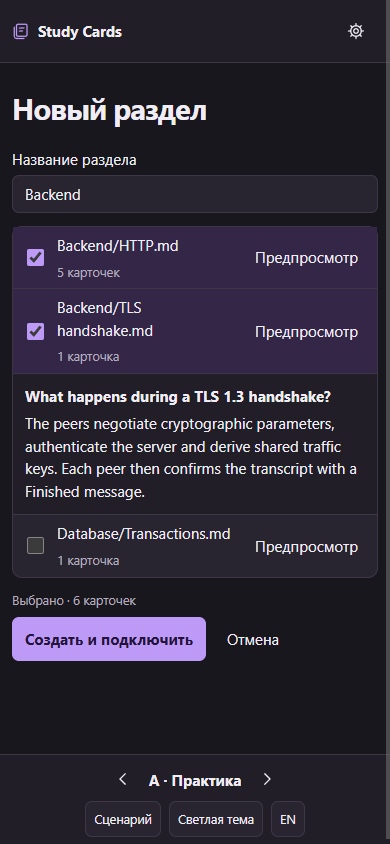 Study Cards
Новый раздел
Название раздела
Backend
Backend/HTTP.md
Предпросмотр
5 карточек
Backend/TLS
handshake.md
Предпросмотр
1 карточка
What happens during a TLS 1.3 handshake?
The peers negotiate cryptographic parameters,
authenticate the server and derive shared traffic
keys. Each peer then confirms the transcript with a
Finished message.
Database/Transactions.md
Предпросмотр
1 карточка
Выбрано · 6 карточек
Создать и подключить
Отмена
A · Практика
Сценарий
Светлая тема
EN